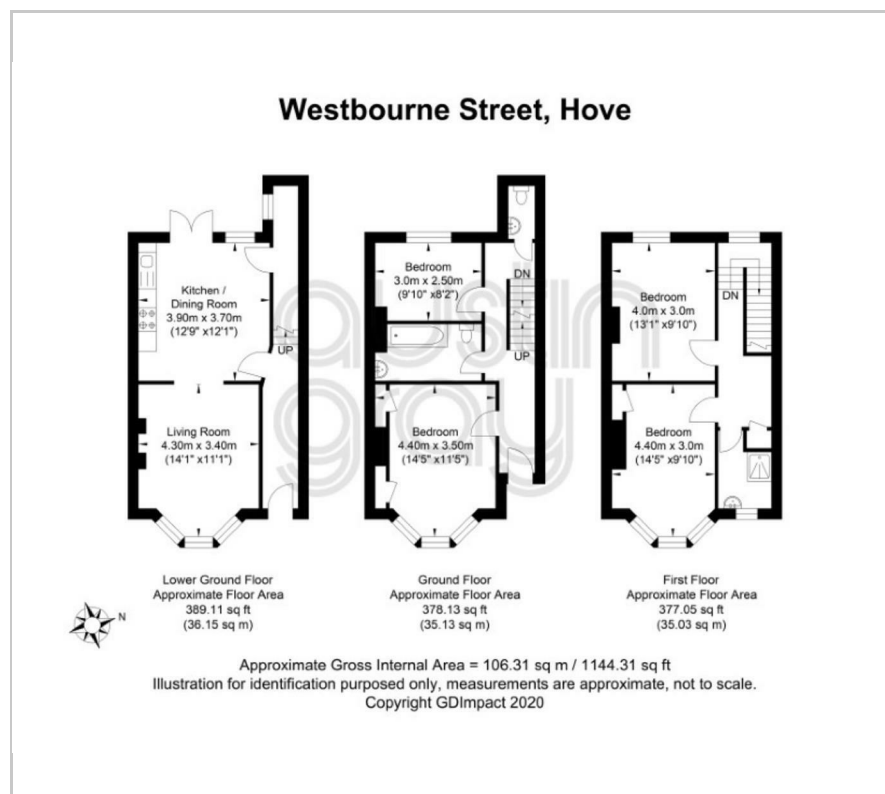 Westbourne Street, Hove
Kitchen /
Dining Room
3.90m x 3.70m
(12'9" x12'1")
UP
Living Room
4.30m x 3.40m
(14'1" x11'1")
Lower Ground Floor
Approximate Floor Area
389.11 sq ft
(36.15 sq m)
Bedroom
3.0m x 2.50m
(9'10" x8'2")
DN
UP
Bedroom
4.40m x 3.50m
(14'5" x11'5")
Ground Floor
Approximate Floor Area
378.13 sq ft
(35.13 sq m)
Bedroom
4.0m x 3.0m
(13'1" x9'10")
DN
Bedroom
4.40m x 3.0m
(14'5" x9'10")
First Floor
Approximate Floor Area
377.05 sq ft
(35.03 sq m)
austin
gray
N
Approximate Gross Internal Area = 106.31 sq m / 1144.31 sq ft
Illustration for identification purposed only, measurements are approximate, not to scale.
Copyright GDImpact 2020